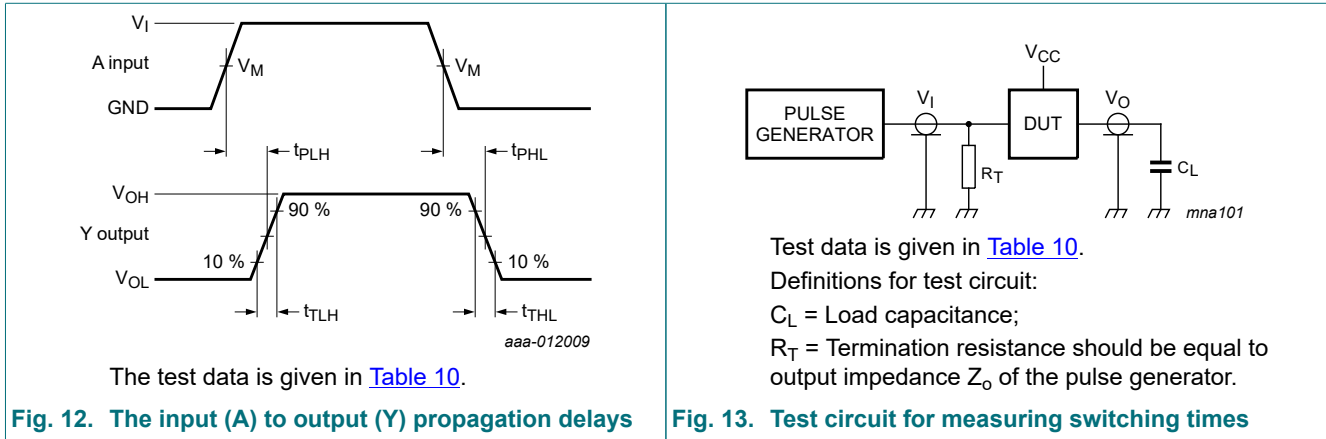 V_I
A input
V_M
V_M
GND
t_PLH
t_PHL
V_OH
90 %
90 %
Y output
10 %
10 %
V_OL
t_TLH
t_THL
aaa-012009
The test data is given in Table 10.
Fig. 12. The input (A) to output (Y) propagation delays
V_CC
PULSE
GENERATOR
V_I
DUT
V_O
R_T
C_L
mna101
Test data is given in Table 10.
Definitions for test circuit:
C_L = Load capacitance;
R_T = Termination resistance should be equal to
output impedance Z_o of the pulse generator.
Fig. 13. Test circuit for measuring switching times